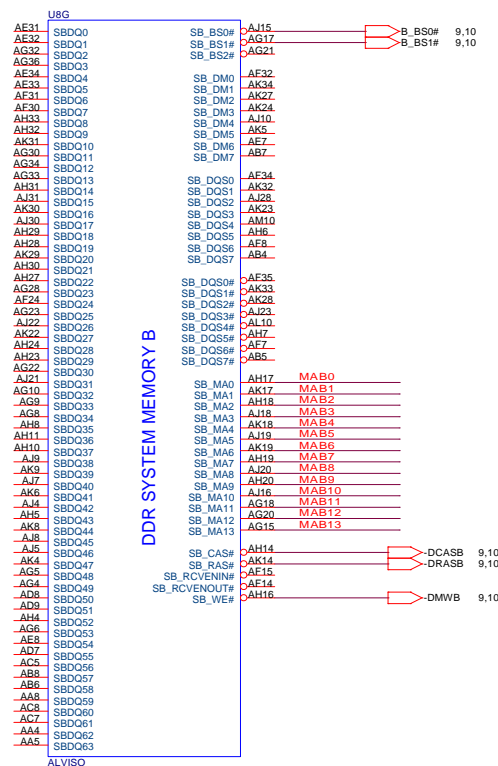 U8G
AE31 SBDQ0
AE32 SBDQ1
AG32 SBDQ2
AG36 SBDQ3
AE34 SBDQ4
AE33 SBDQ5
AF31 SBDQ6
AF30 SBDQ7
AH33 SBDQ8
AH32 SBDQ9
AK31 SBDQ10
AG30 SBDQ11
AG34 SBDQ12
AG33 SBDQ13
AH31 SBDQ14
AJ31 SBDQ15
AK30 SBDQ16
AJ30 SBDQ17
AH29 SBDQ18
AH28 SBDQ19
AK29 SBDQ20
AH30 SBDQ21
AH27 SBDQ22
AG28 SBDQ23
AF24 SBDQ24
AG23 SBDQ25
AJ22 SBDQ26
AK22 SBDQ27
AH24 SBDQ28
AH23 SBDQ29
AG22 SBDQ30
AJ21 SBDQ31
AG10 SBDQ32
AG9 SBDQ33
AG8 SBDQ34
AH8 SBDQ35
AH11 SBDQ36
AH10 SBDQ37
AJ9 SBDQ38
AK9 SBDQ39
AJ7 SBDQ40
AK6 SBDQ41
AJ4 SBDQ42
AH5 SBDQ43
AK8 SBDQ44
AJ8 SBDQ45
AJ5 SBDQ46
AK4 SBDQ47
AG5 SBDQ48
AG4 SBDQ49
AD8 SBDQ50
AD9 SBDQ51
AH4 SBDQ52
AG6 SBDQ53
AE8 SBDQ54
AD7 SBDQ55
AC5 SBDQ56
AB8 SBDQ57
AB6 SBDQ58
AA8 SBDQ59
AC8 SBDQ60
AC7 SBDQ61
AA4 SBDQ62
AA5 SBDQ63
DDR SYSTEM MEMORY B
SB_BS0# AJ15 B_BS0# 9,10
SB_BS1# AG17 B_BS1# 9,10
SB_BS2# AG21
SB_DM0 AF32
SB_DM1 AK34
SB_DM2 AK27
SB_DM3 AK24
SB_DM4 AJ10
SB_DM5 AK5
SB_DM6 AE7
SB_DM7 AB7
SB_DQS0 AF34
SB_DQS1 AK32
SB_DQS2 AJ28
SB_DQS3 AK23
SB_DQS4 AM10
SB_DQS5 AH6
SB_DQS6 AF8
SB_DQS7 AB4
SB_DQS0# AF35
SB_DQS1# AK33
SB_DQS2# AK28
SB_DQS3# AJ23
SB_DQS4# AL10
SB_DQS5# AH7
SB_DQS6# AF7
SB_DQS7# AB5
SB_MA0 AH17 MAB0
SB_MA1 AK17 MAB1
SB_MA2 AH18 MAB2
SB_MA3 AJ18 MAB3
SB_MA4 AK18 MAB4
SB_MA5 AJ19 MAB5
SB_MA6 AK19 MAB6
SB_MA7 AH19 MAB7
SB_MA8 AJ20 MAB8
SB_MA9 AH20 MAB9
SB_MA10 AJ16 MAB10
SB_MA11 AG18 MAB11
SB_MA12 AG20 MAB12
SB_MA13 AG15 MAB13
SB_CAS# AH14 -DCASB 9,10
SB_RAS# AK14 -DRASB 9,10
SB_RCVENIN# AF15
SB_RCVENOUT# AF14
SB_WE# AH16 -DMWB 9,10
ALVISO